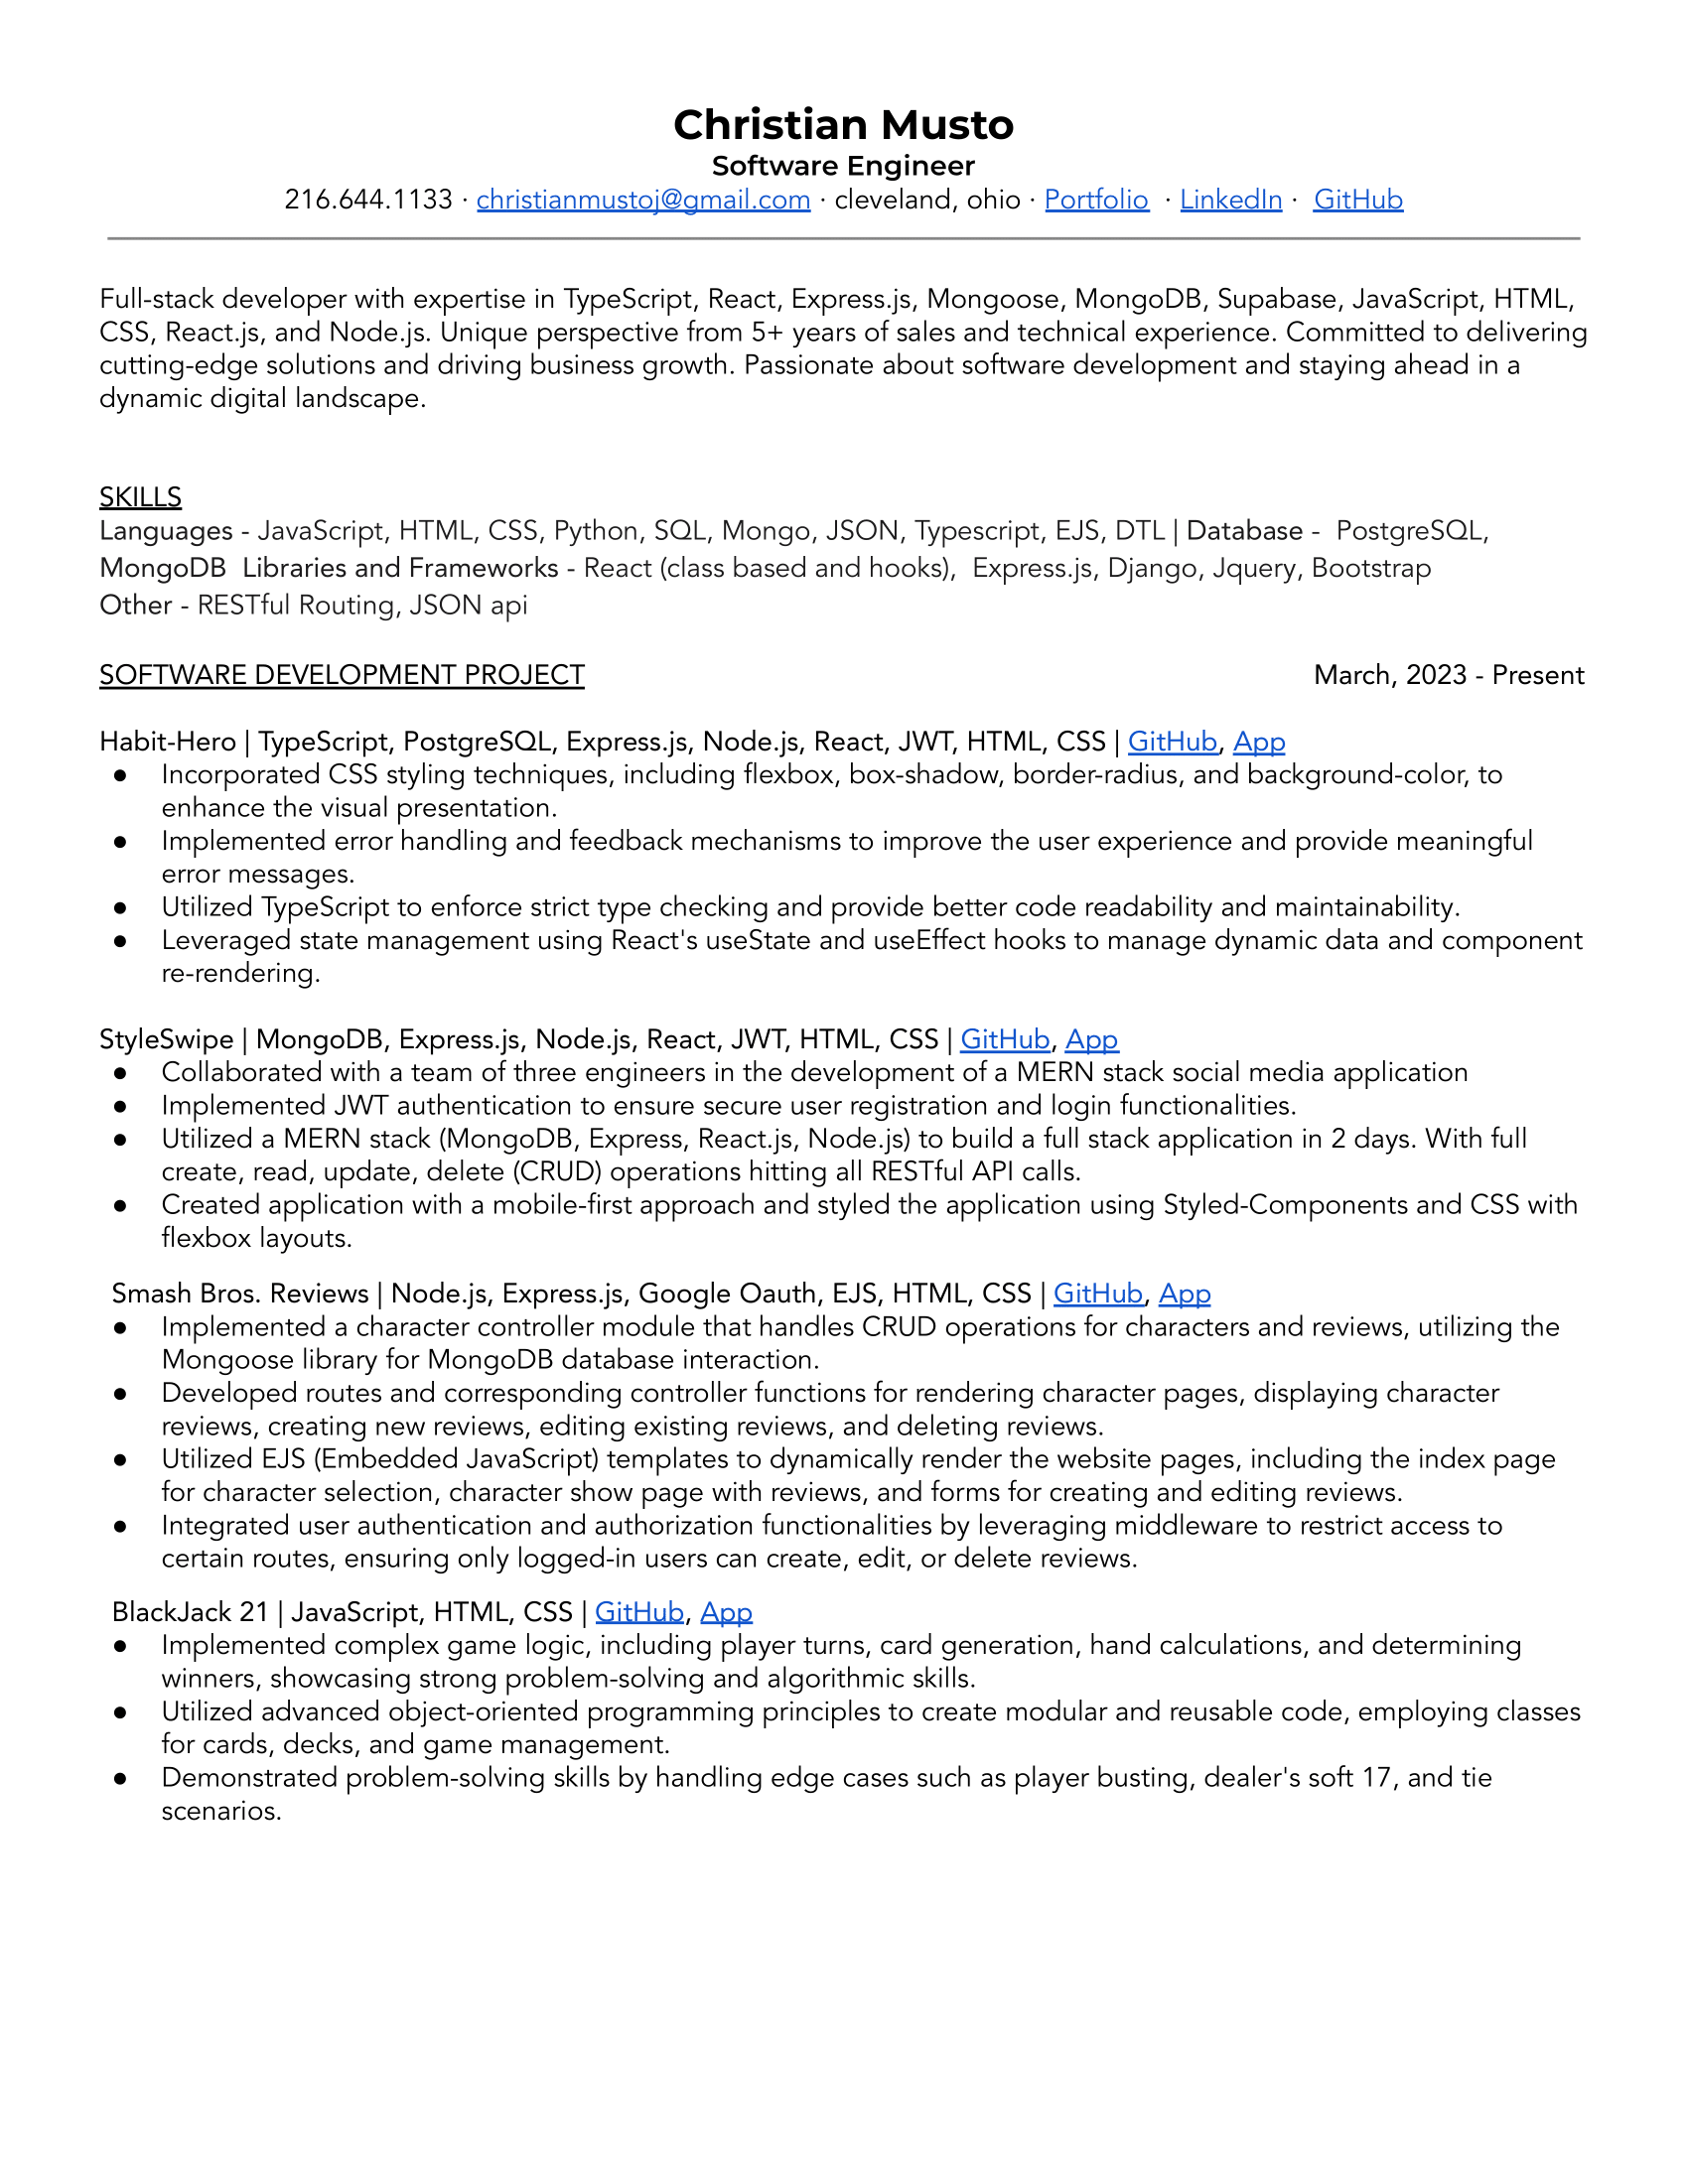 Christian Musto
Software Engineer
216.644.1133 · christianmustoj@gmail.com · cleveland, ohio · Portfolio · LinkedIn · GitHub
Full-stack developer with expertise in TypeScript, React, Express.js, Mongoose, MongoDB, Supabase, JavaScript, HTML,
CSS, React.js, and Node.js. Unique perspective from 5+ years of sales and technical experience. Committed to delivering
cutting-edge solutions and driving business growth. Passionate about software development and staying ahead in a
dynamic digital landscape.
SKILLS
Languages - JavaScript, HTML, CSS, Python, SQL, Mongo, JSON, Typescript, EJS, DTL | Database - PostgreSQL,
MongoDB Libraries and Frameworks - React (class based and hooks), Express.js, Django, Jquery, Bootstrap
Other - RESTful Routing, JSON api
SOFTWARE DEVELOPMENT PROJECT March, 2023 - Present
Habit-Hero | TypeScript, PostgreSQL, Express.js, Node.js, React, JWT, HTML, CSS | GitHub, App
● Incorporated CSS styling techniques, including flexbox, box-shadow, border-radius, and background-color, to
enhance the visual presentation.
● Implemented error handling and feedback mechanisms to improve the user experience and provide meaningful
error messages.
● Utilized TypeScript to enforce strict type checking and provide better code readability and maintainability.
● Leveraged state management using React's useState and useEffect hooks to manage dynamic data and component
re-rendering.
StyleSwipe | MongoDB, Express.js, Node.js, React, JWT, HTML, CSS | GitHub, App
● Collaborated with a team of three engineers in the development of a MERN stack social media application
● Implemented JWT authentication to ensure secure user registration and login functionalities.
● Utilized a MERN stack (MongoDB, Express, React.js, Node.js) to build a full stack application in 2 days. With full
create, read, update, delete (CRUD) operations hitting all RESTful API calls.
● Created application with a mobile-first approach and styled the application using Styled-Components and CSS with
flexbox layouts.
Smash Bros. Reviews | Node.js, Express.js, Google Oauth, EJS, HTML, CSS | GitHub, App
● Implemented a character controller module that handles CRUD operations for characters and reviews, utilizing the
Mongoose library for MongoDB database interaction.
● Developed routes and corresponding controller functions for rendering character pages, displaying character
reviews, creating new reviews, editing existing reviews, and deleting reviews.
● Utilized EJS (Embedded JavaScript) templates to dynamically render the website pages, including the index page
for character selection, character show page with reviews, and forms for creating and editing reviews.
● Integrated user authentication and authorization functionalities by leveraging middleware to restrict access to
certain routes, ensuring only logged-in users can create, edit, or delete reviews.
BlackJack 21 | JavaScript, HTML, CSS | GitHub, App
● Implemented complex game logic, including player turns, card generation, hand calculations, and determining
winners, showcasing strong problem-solving and algorithmic skills.
● Utilized advanced object-oriented programming principles to create modular and reusable code, employing classes
for cards, decks, and game management.
● Demonstrated problem-solving skills by handling edge cases such as player busting, dealer's soft 17, and tie
scenarios.